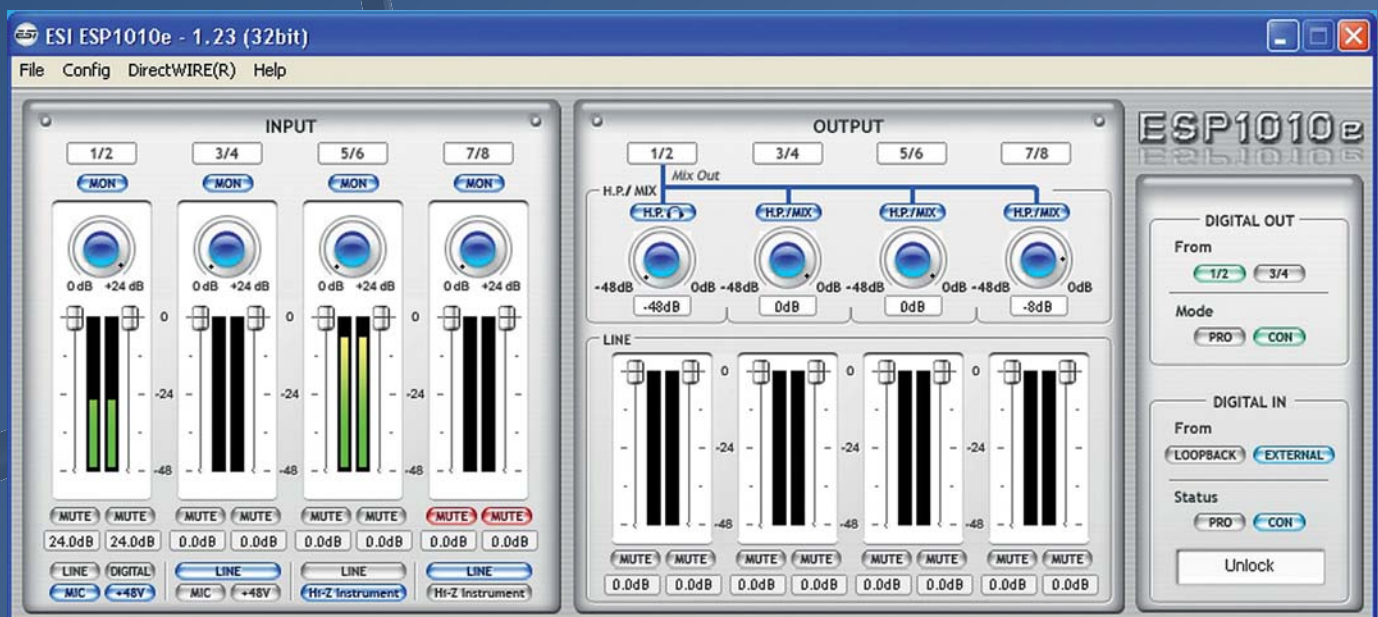 ESI ESP1010e - 1.23 (32bit)
File Config DirectWIRE(R) Help
INPUT
1/2 3/4 5/6 7/8
MON MON MON MON
0 dB +24 dB 0 dB +24 dB 0 dB +24 dB 0 dB +24 dB
0 0 0
-24 -24 -24
-48 -48 -48
MUTE MUTE MUTE MUTE MUTE MUTE MUTE MUTE
24.0dB 24.0dB 0.0dB 0.0dB 0.0dB 0.0dB 0.0dB 0.0dB
LINE DIGITAL LINE LINE LINE
MIC +48V MIC +48V Hi-Z Instrument Hi-Z Instrument
OUTPUT
1/2 3/4 5/6 7/8
Mix Out
H.P./ MIX
H.P. H.P./MIX H.P./MIX H.P./MIX
-48dB 0dB -48dB 0dB -48dB 0dB -48dB 0dB
-48dB 0dB 0dB -8dB
LINE
0 0 0
-24 -24 -24
-48 -48 -48
MUTE MUTE MUTE MUTE MUTE MUTE MUTE MUTE
0.0dB 0.0dB 0.0dB 0.0dB 0.0dB 0.0dB 0.0dB 0.0dB
ESP1010e
DIGITAL OUT
From
1/2 3/4
Mode
PRO CON
DIGITAL IN
From
LOOPBACK EXTERNAL
Status
PRO CON
Unlock